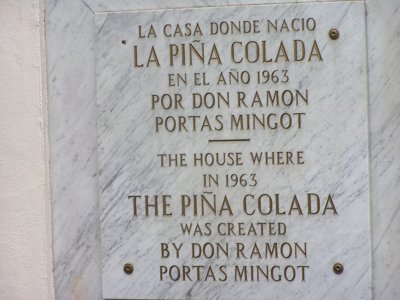 LA CASA DONDE NACIO
LA PIÑA COLADA
EN EL AÑO 1963
POR DON RAMON
PORTAS MINGOT
THE HOUSE WHERE
IN 1963
THE PIÑA COLADA
WAS CREATED
BY DON RAMON
PORTAS MINGOT